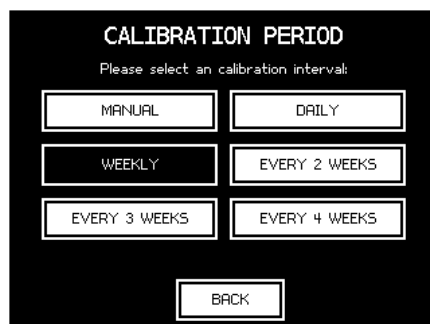 CALIBRATION PERIOD
Please select an calibration interval:
MANUAL
DAILY
WEEKLY
EVERY 2 WEEKS
EVERY 3 WEEKS
EVERY 4 WEEKS
BACK